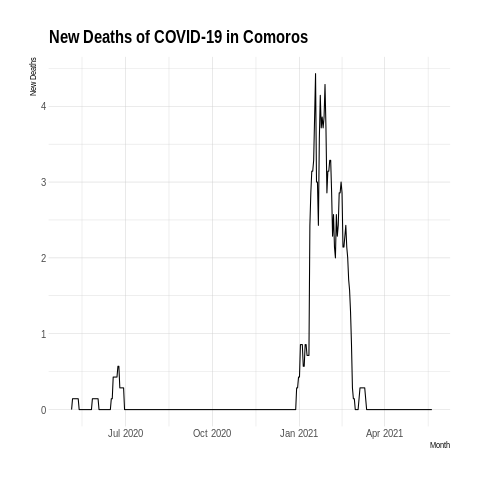 New Deaths of COVID-19 in Comoros
New Deaths
4
3
2
1
0
Jul 2020
Oct 2020
Jan 2021
Apr 2021
Month